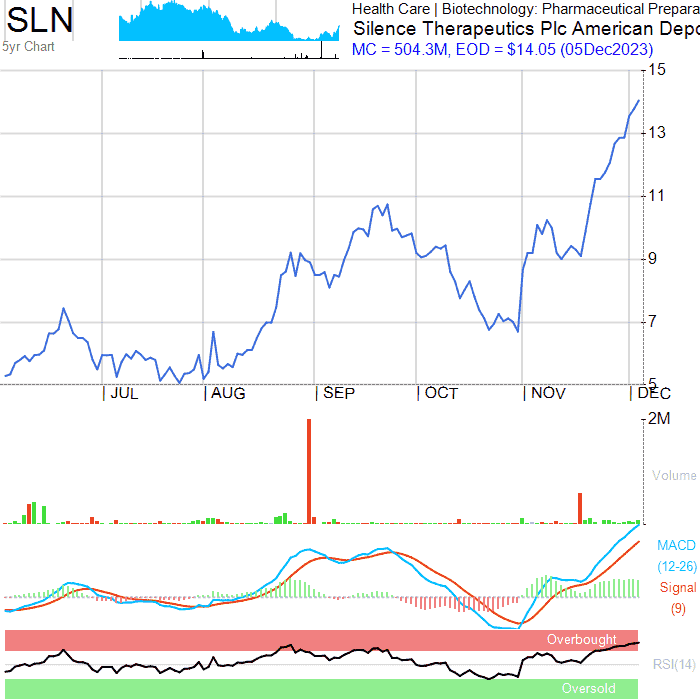 SLN
Health Care | Biotechnology: Pharmaceutical Prepara
5yr Chart
Silence Therapeutics Plc American Depo
MC = 504.3M, EOD = $14.05 (05Dec2023)
15
13
11
9
7
5
JUL
AUG
SEP
OCT
NOV
DEC
2M
Volume
MACD
(12-26)
Signal
(9)
Overbought
RSI(14)
Oversold